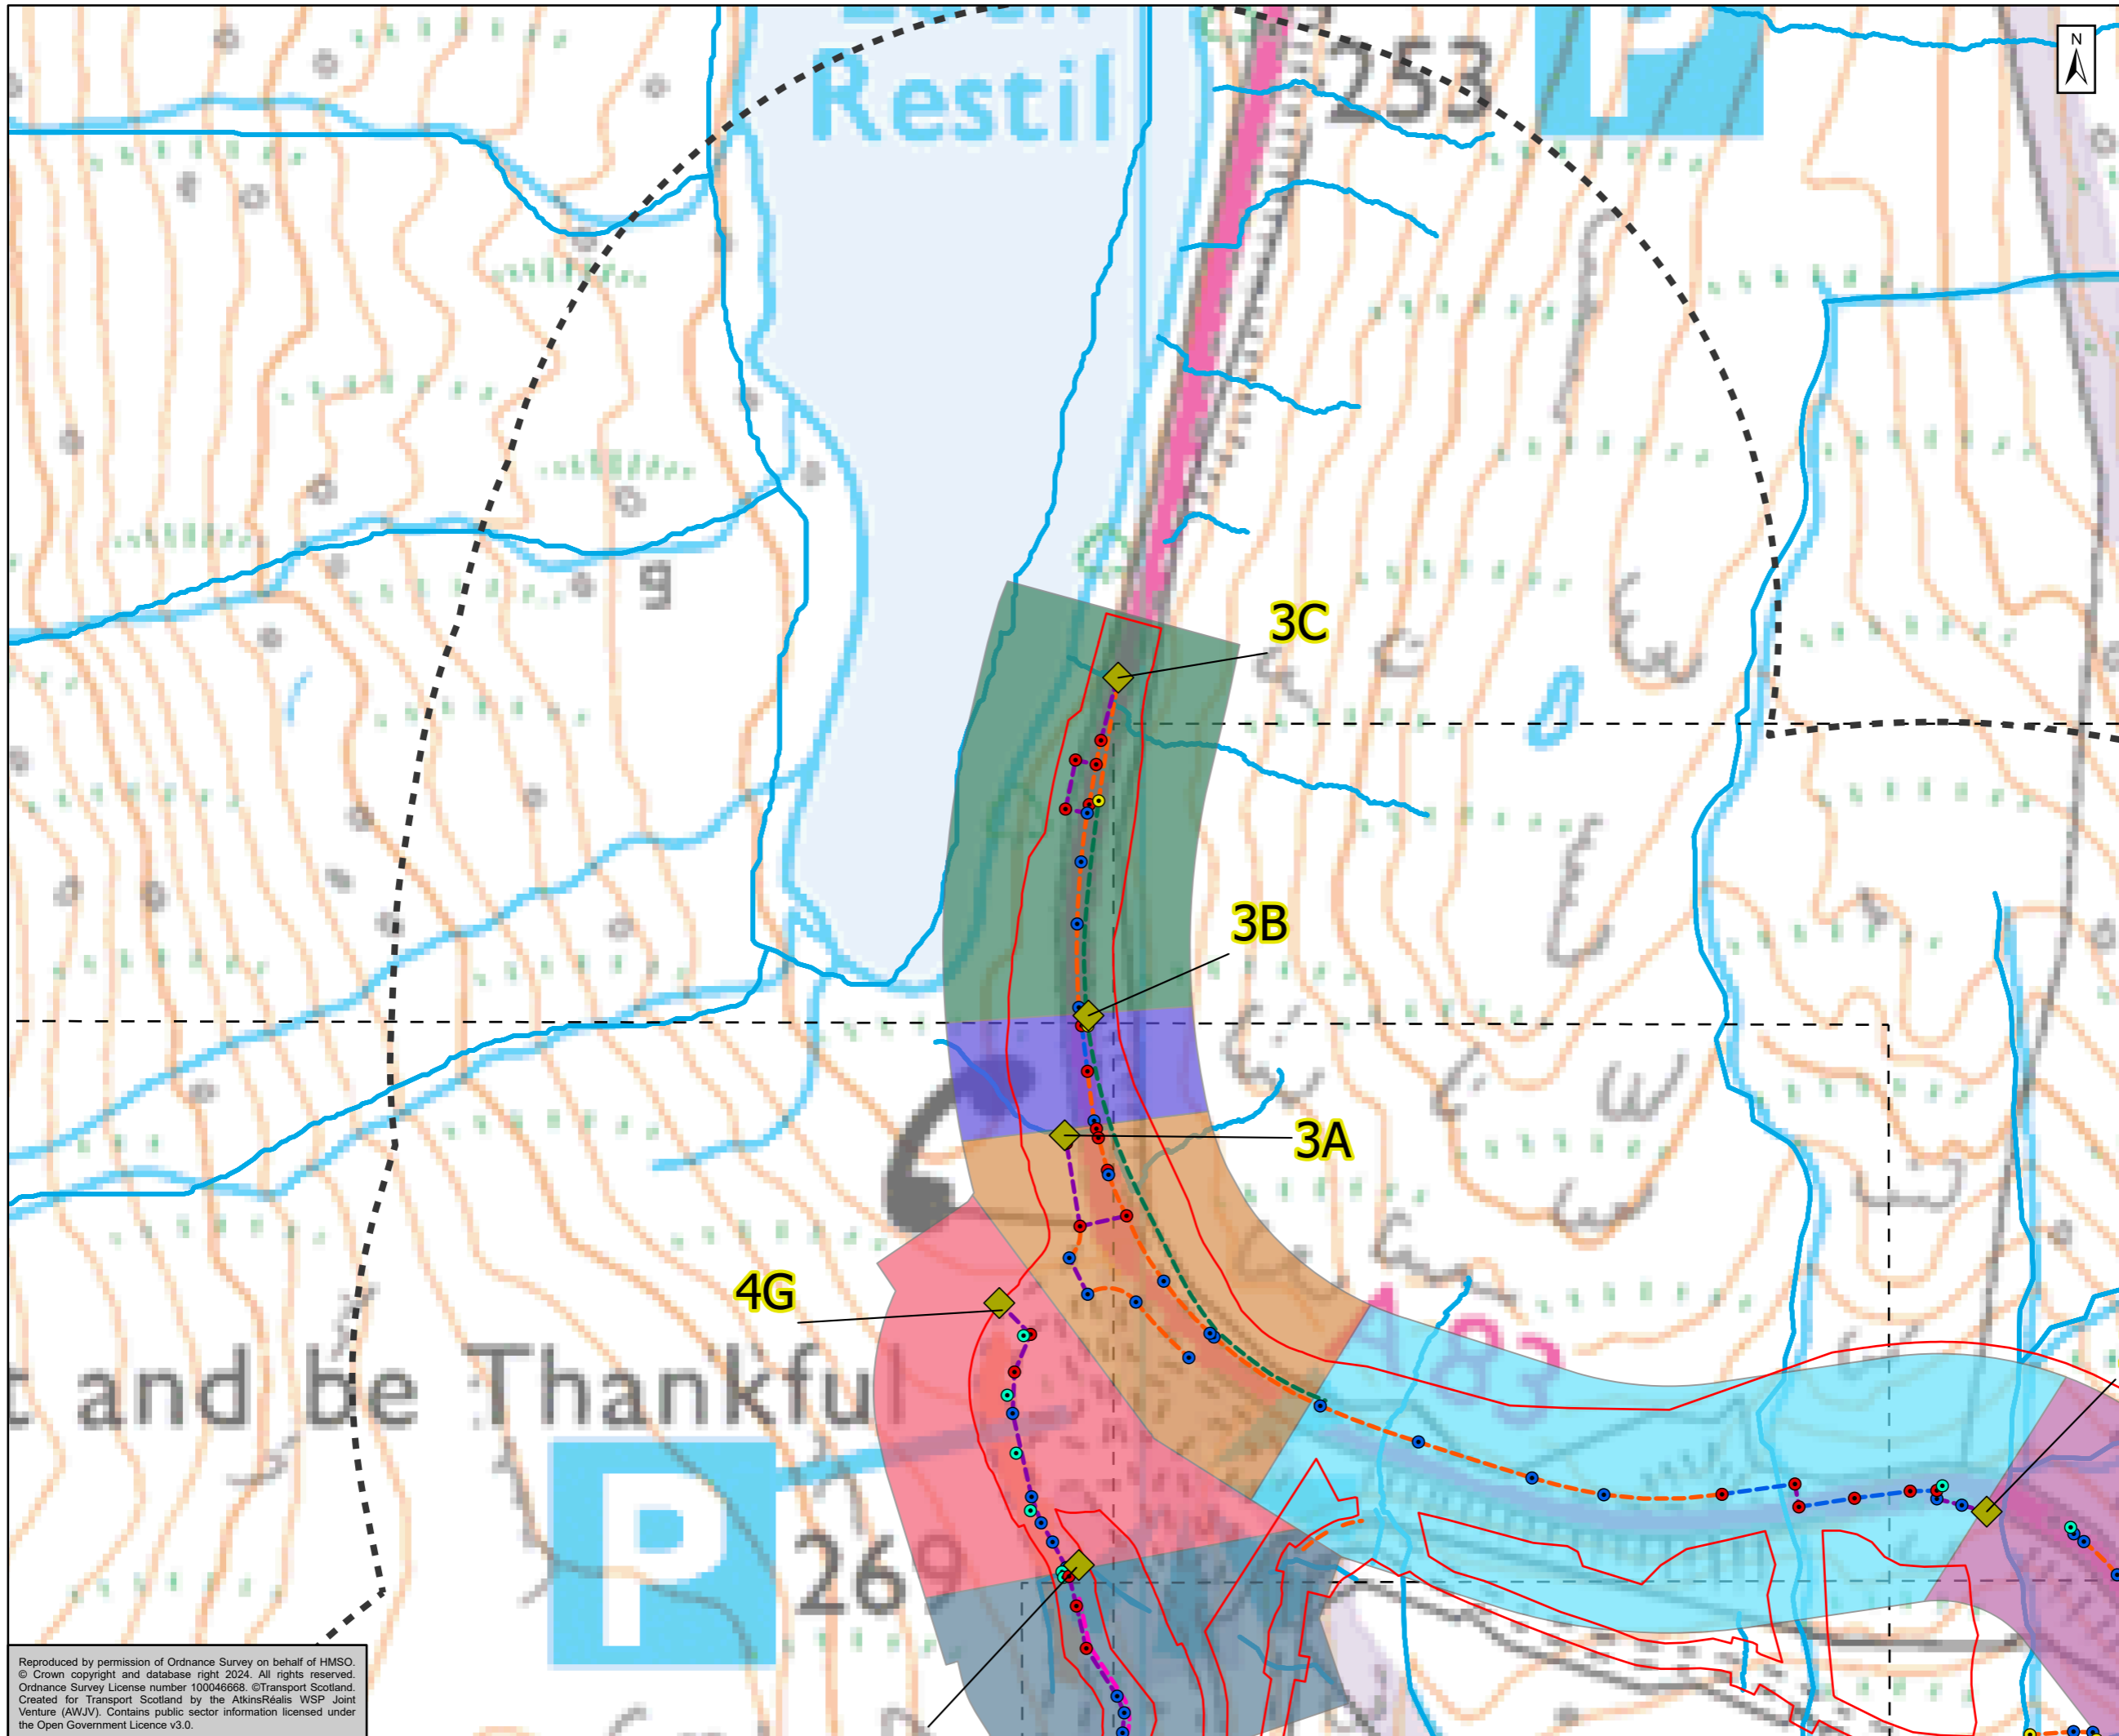 Restil
253
P
N
9
3C
3B
3A
4G
A83
t and be Thankful
P
269
Reproduced by permission of Ordnance Survey on behalf of HMSO.
© Crown copyright and database right 2024. All rights reserved.
Ordnance Survey License number 100046668. ©Transport Scotland.
Created for Transport Scotland by the AtkinsRéalis WSP Joint
Venture (AWJV). Contains public sector information licensed under
the Open Government Licence v3.0.